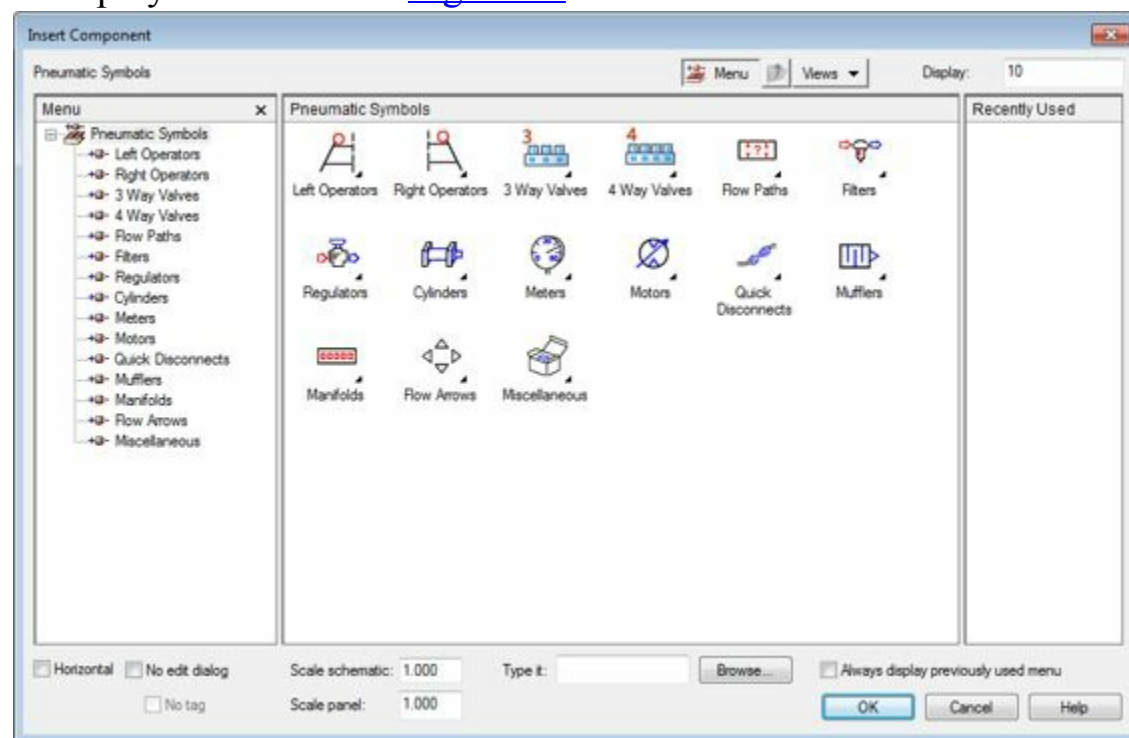 Insert Component
Pneumatic Symbols
Menu
Views
Display:
10
Menu
x
Pneumatic Symbols
Left Operators
Right Operators
3 Way Valves
4 Way Valves
Flow Paths
Filters
Regulators
Cylinders
Meters
Motors
Quick Disconnects
Mufflers
Manifolds
Flow Arrows
Miscellaneous
Pneumatic Symbols
3
4
Left Operators Right Operators 3 Way Valves 4 Way Valves Flow Paths Filters
Regulators Cylinders Meters Motors Quick Disconnects Mufflers
Manifolds Flow Arrows Miscellaneous
Recently Used
Horizontal No edit dialog
No tag
Scale schematic: 1.000
Scale panel: 1.000
Type it:
Browse...
Always display previously used menu
OK Cancel Help